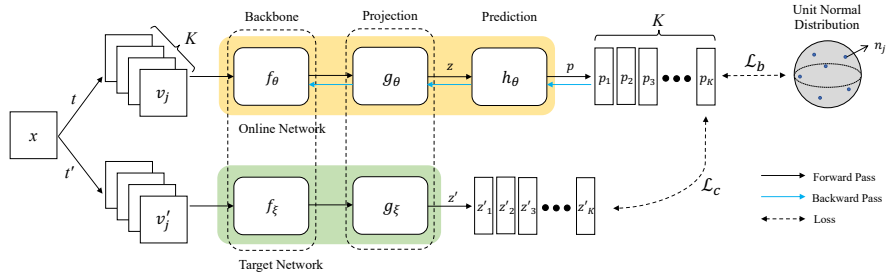 Backbone
Projection
Prediction
K
Unit Normal
Distribution
K
n_j
v_j
t
f_θ
g_θ
z
h_θ
p
p_1
p_2
p_3
p_K
ℒ_b
Online Network
x
t'
v'_j
f_ξ
g_ξ
z'
z'_1
z'_2
z'_3
z'_K
ℒ_c
Forward Pass
Backward Pass
Loss
Target Network